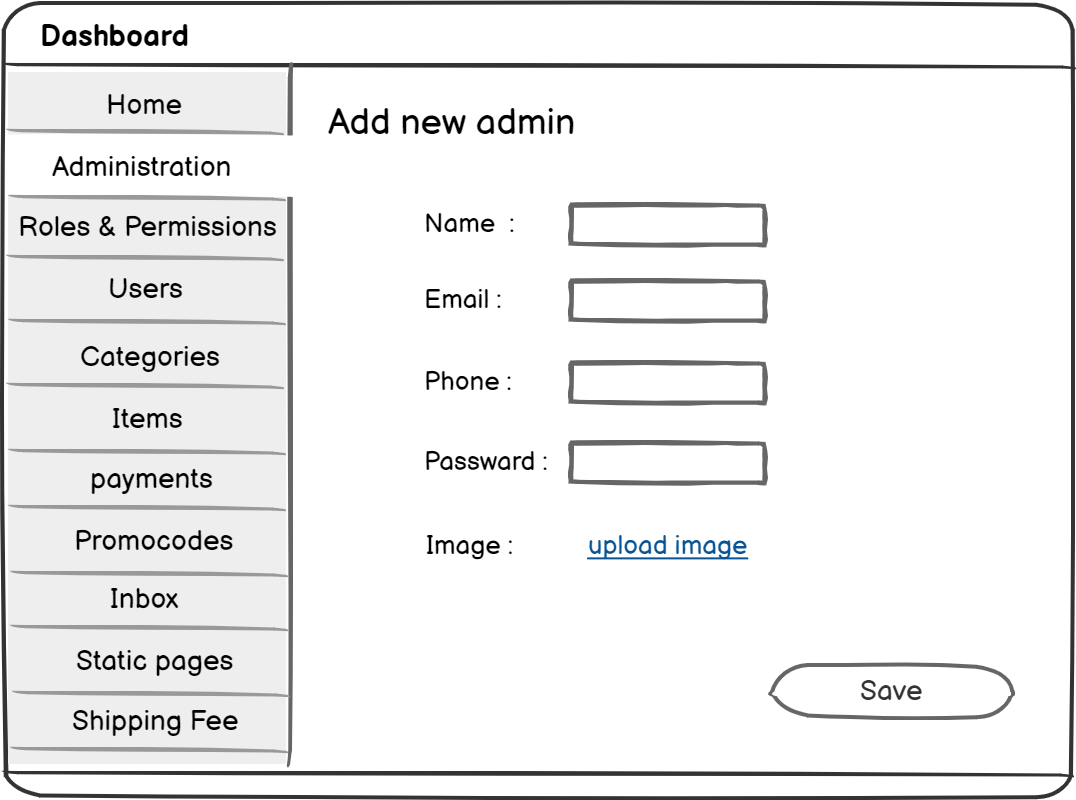 Dashboard
Home
Administration
Roles & Permissions
Users
Categories
Items
payments
Promocodes
Inbox
Static pages
Shipping Fee
Add new admin
Name :
Email :
Phone :
Passward :
Image : upload image
Save